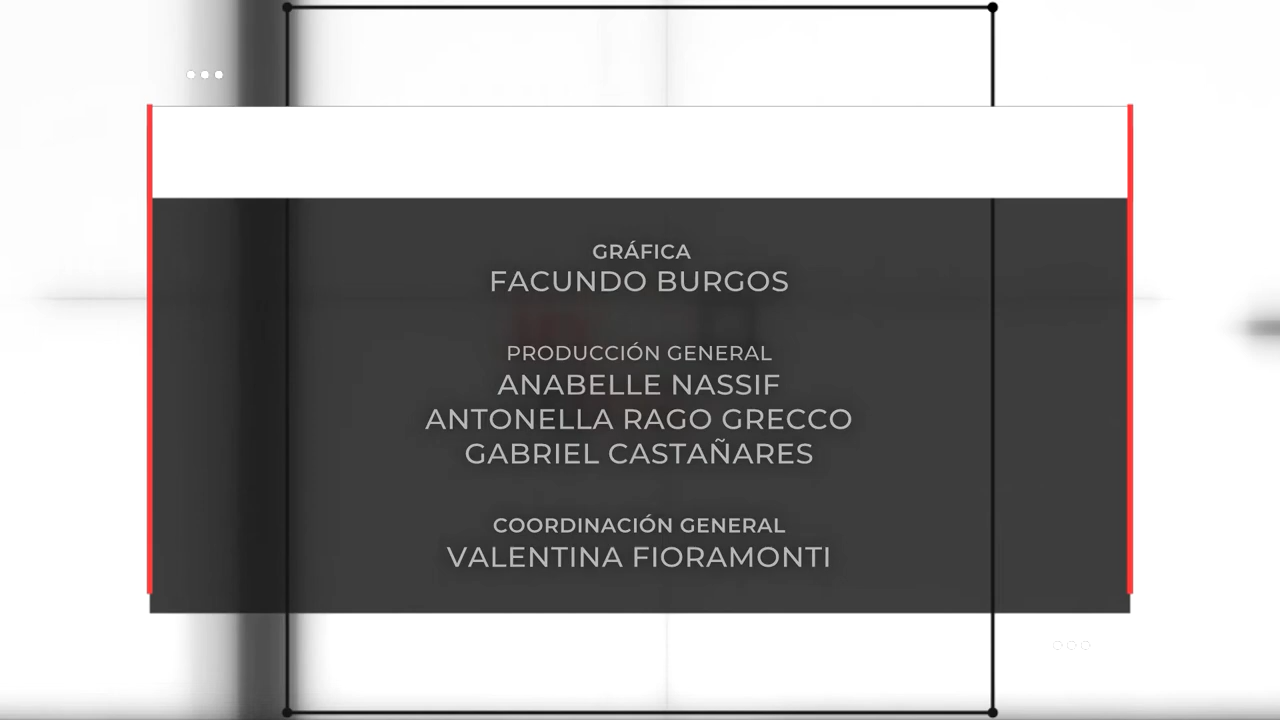 GRÁFICA
FACUNDO BURGOS
PRODUCCIÓN GENERAL
ANABELLE NASSIF
ANTONELLA RAGO GRECCO
GABRIEL CASTAÑARES
COORDINACIÓN GENERAL
VALENTINA FIORAMONTI